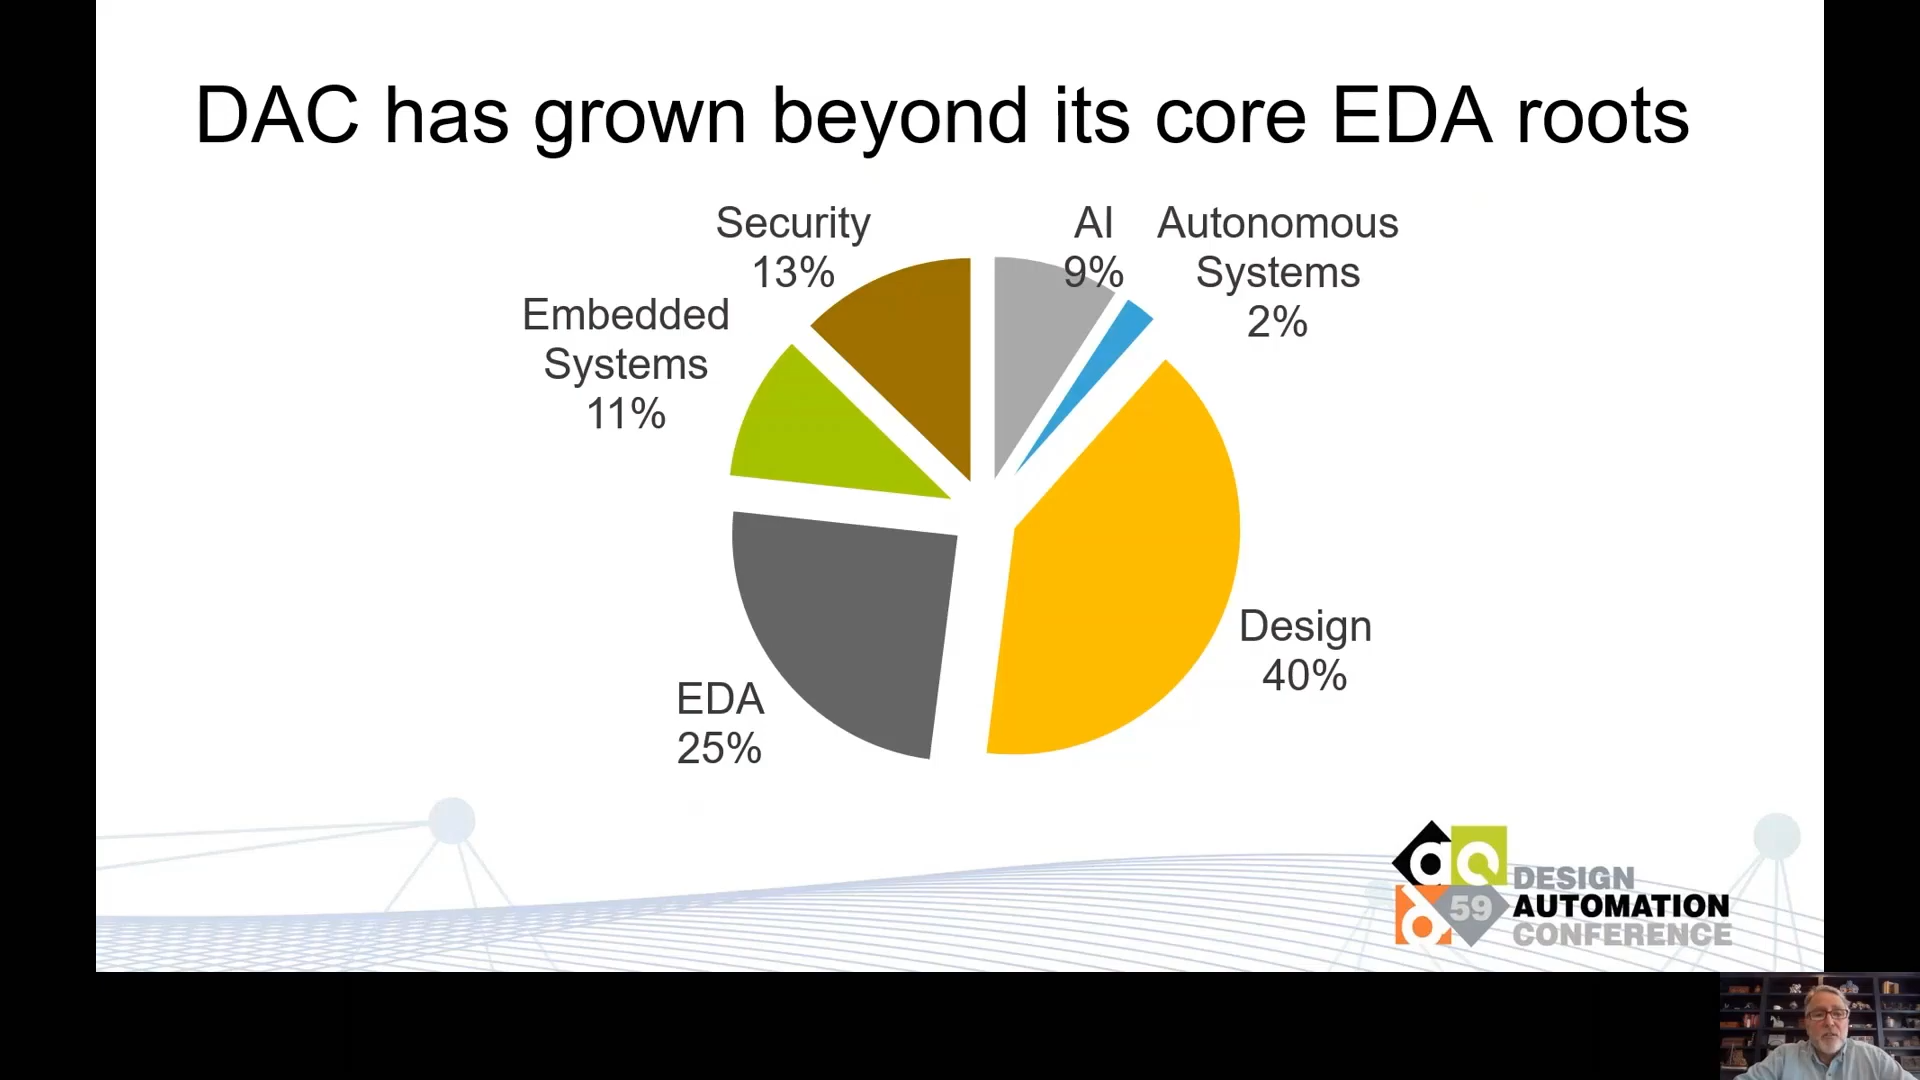 DAC has grown beyond its core EDA roots
Security
13%
AI
9%
Autonomous
Systems
2%
Embedded
Systems
11%
Design
40%
EDA
25%
59
DESIGN
AUTOMATION
CONFERENCE